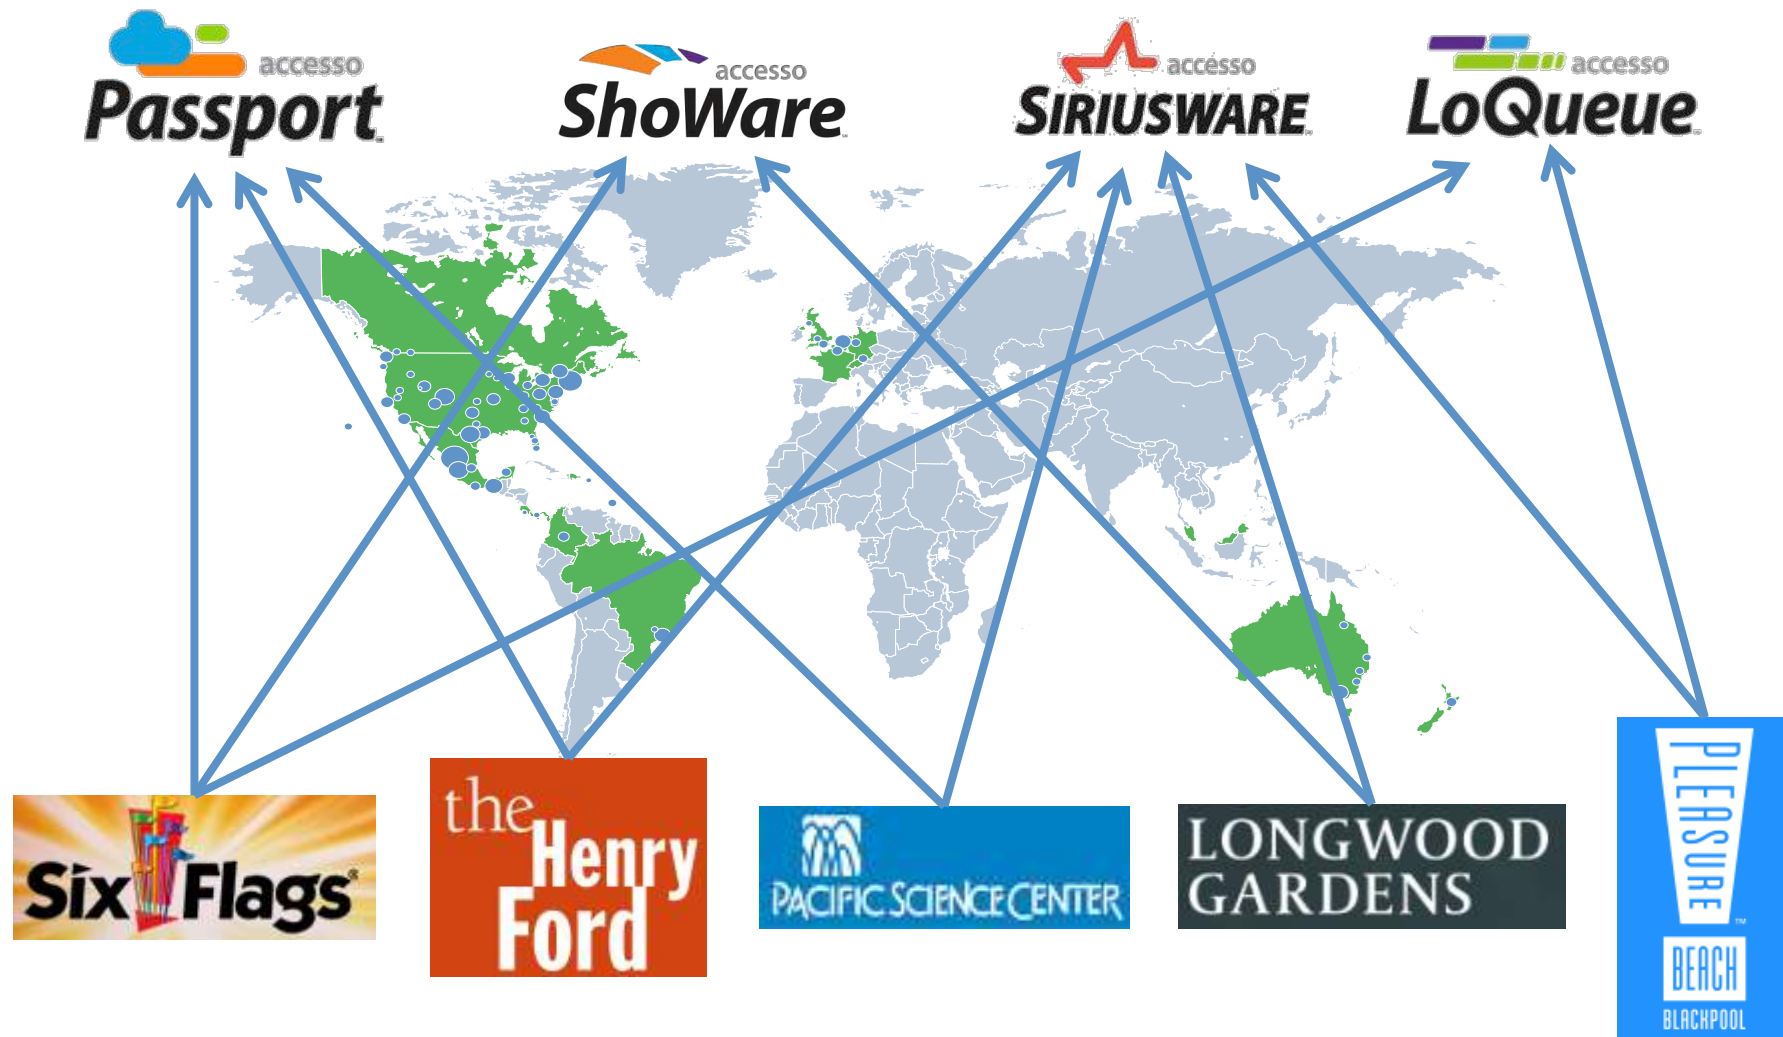 accesso
Passport
accesso
ShoWare
accesso
SIRIUSWARE
accesso
LoQueue
Six Flags®
the
Henry
Ford
PACIFIC SCIENCE CENTER
LONGWOOD
GARDENS
PLEASURE
™
BEACH
BLACKPOOL